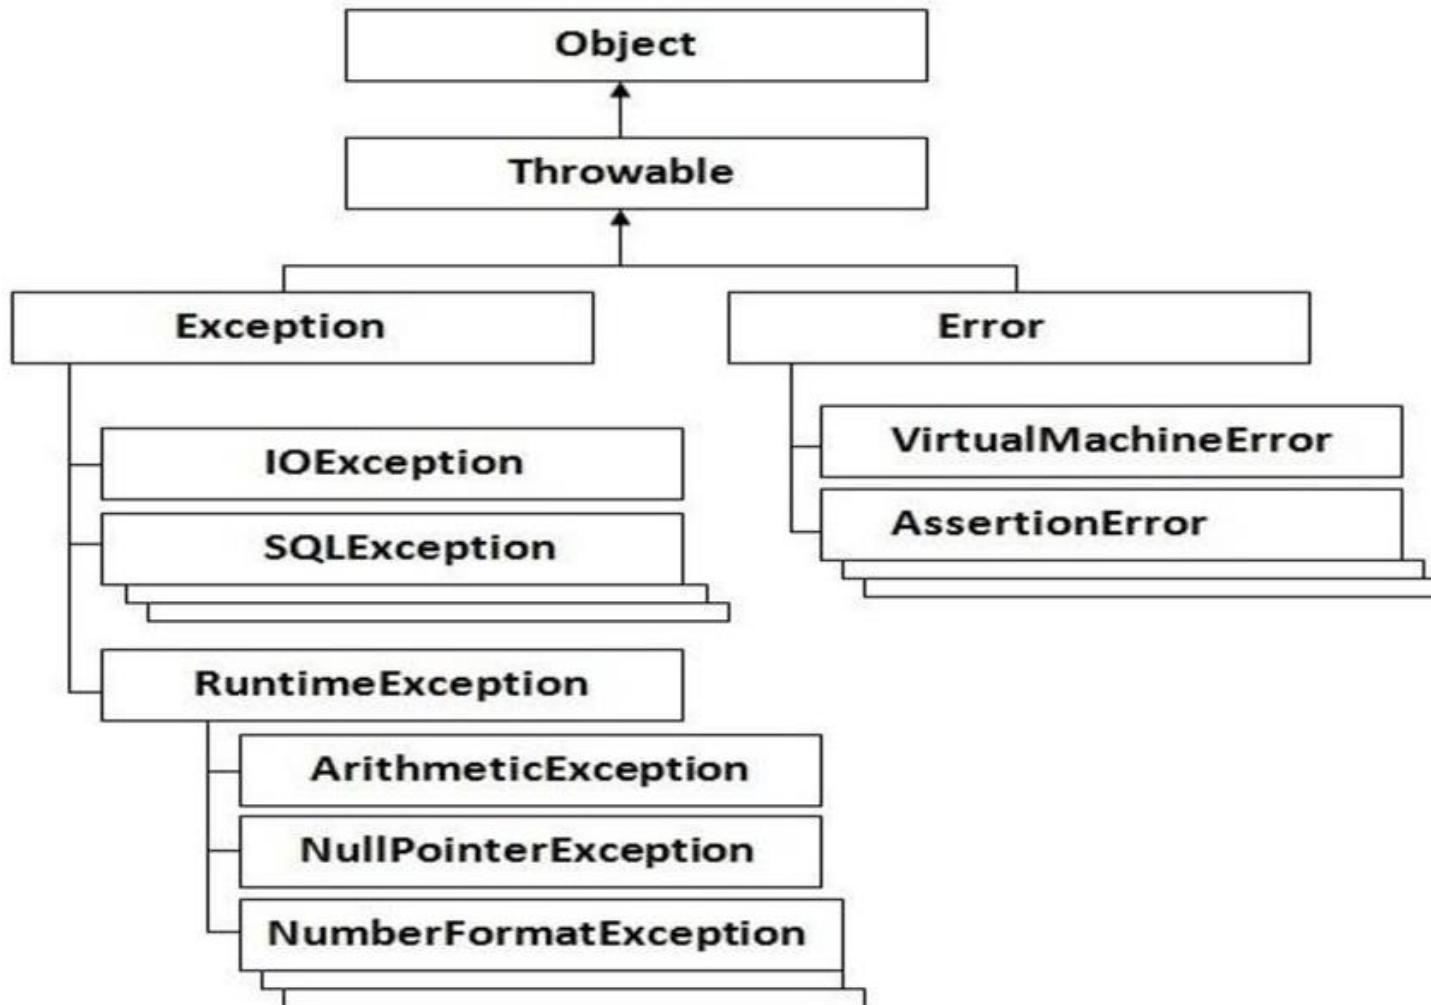 Object
Throwable
Exception
Error
IOException
SQLException
RuntimeException
ArithmeticException
NullPointerException
NumberFormatException
VirtualMachineError
AssertionError